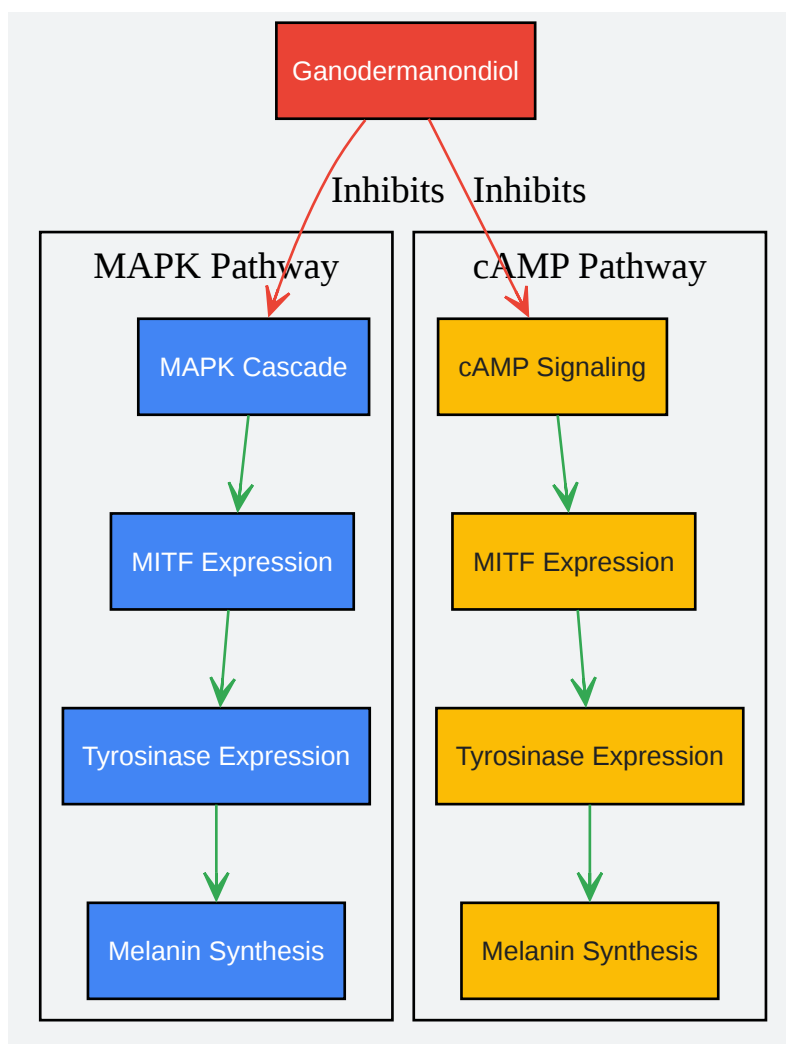 Ganodermanondiol
Inhibits
Inhibits
MAPK Pathway
cAMP Pathway
MAPK Cascade
cAMP Signaling
MITF Expression
MITF Expression
Tyrosinase Expression
Tyrosinase Expression
Melanin Synthesis
Melanin Synthesis